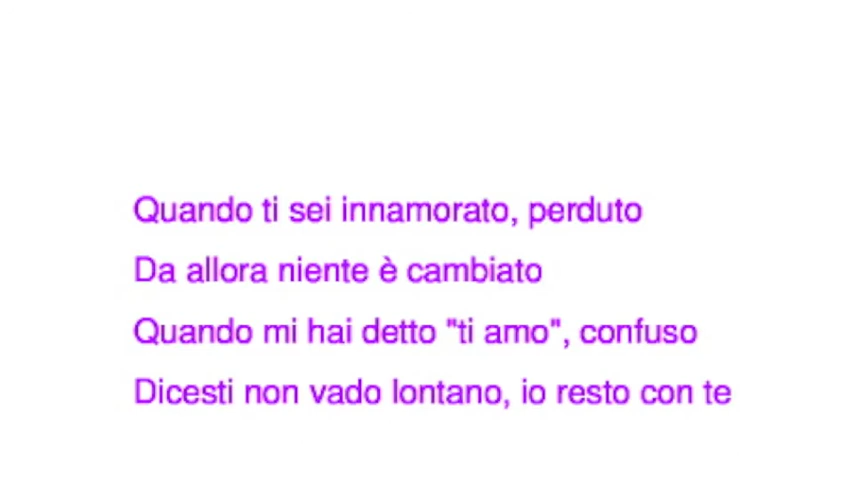 Quando ti sei innamorato, perduto
Da allora niente è cambiato
Quando mi hai detto "ti amo", confuso
Dicesti non vado lontano, io resto con te